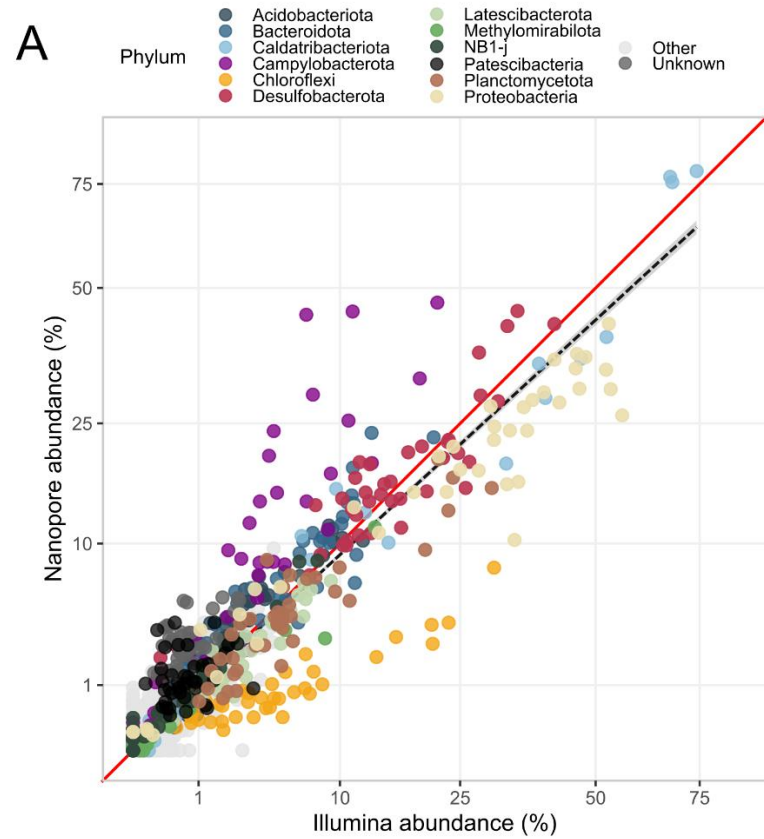 A
Phylum
Acidobacteriota
Bacteroidota
Caldatribacteriota
Campylobacterota
Chloroflexi
Desulfobacterota
Latescibacterota
Methylomirabilota
NB1-j
Patescibacteria
Planctomycetota
Proteobacteria
Other
Unknown
Nanopore abundance (%)
75
50
25
10
1
1
10
25
50
75
Illumina abundance (%)